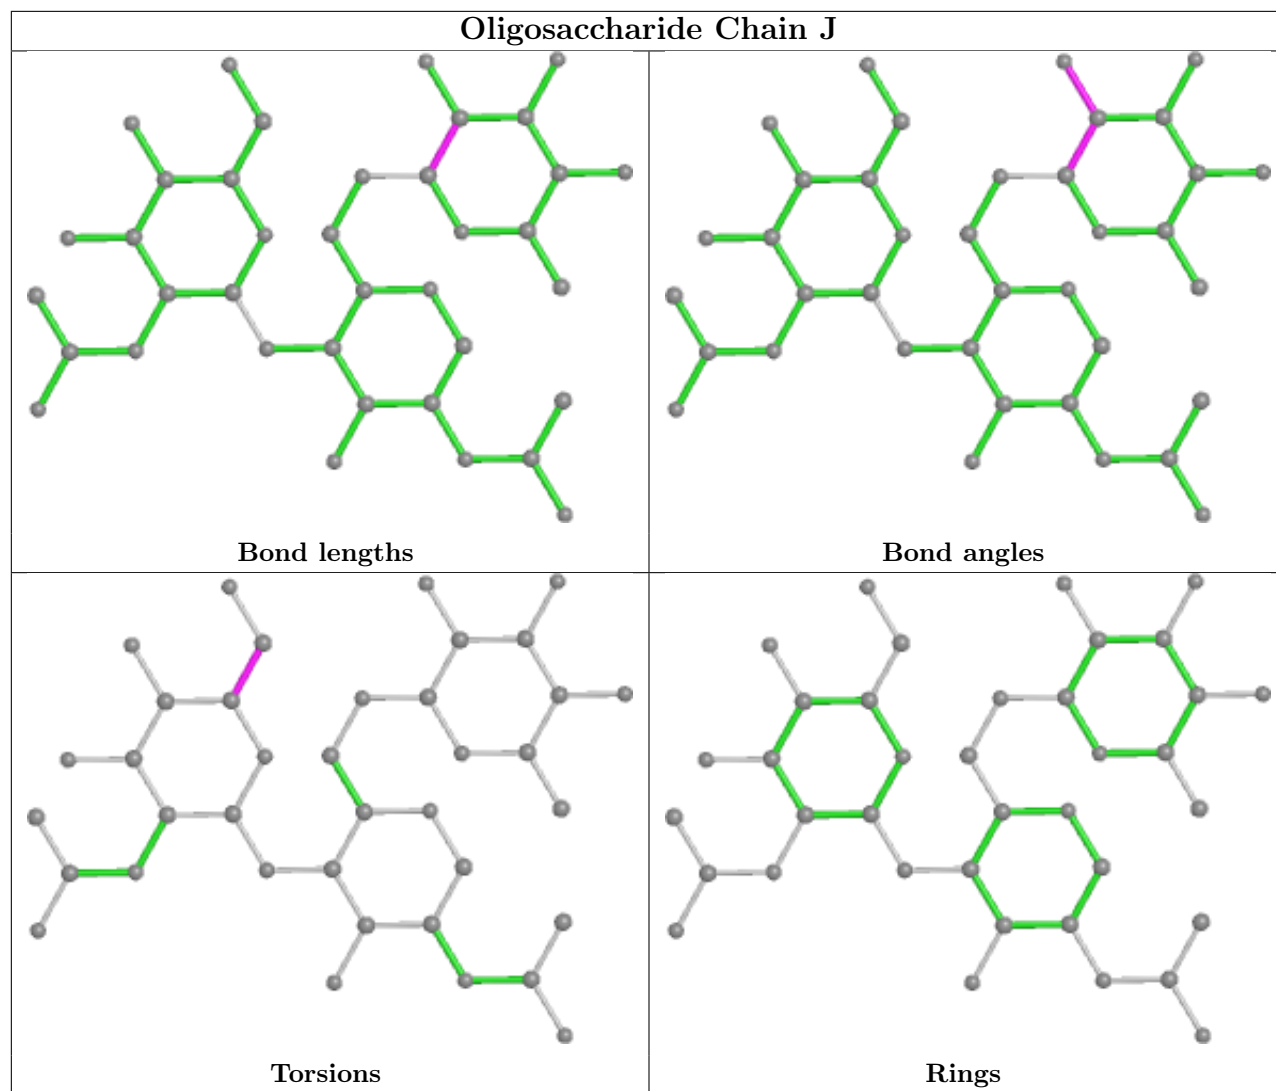 Oligosaccharide Chain J
Bond lengths
Bond angles
Torsions
Rings